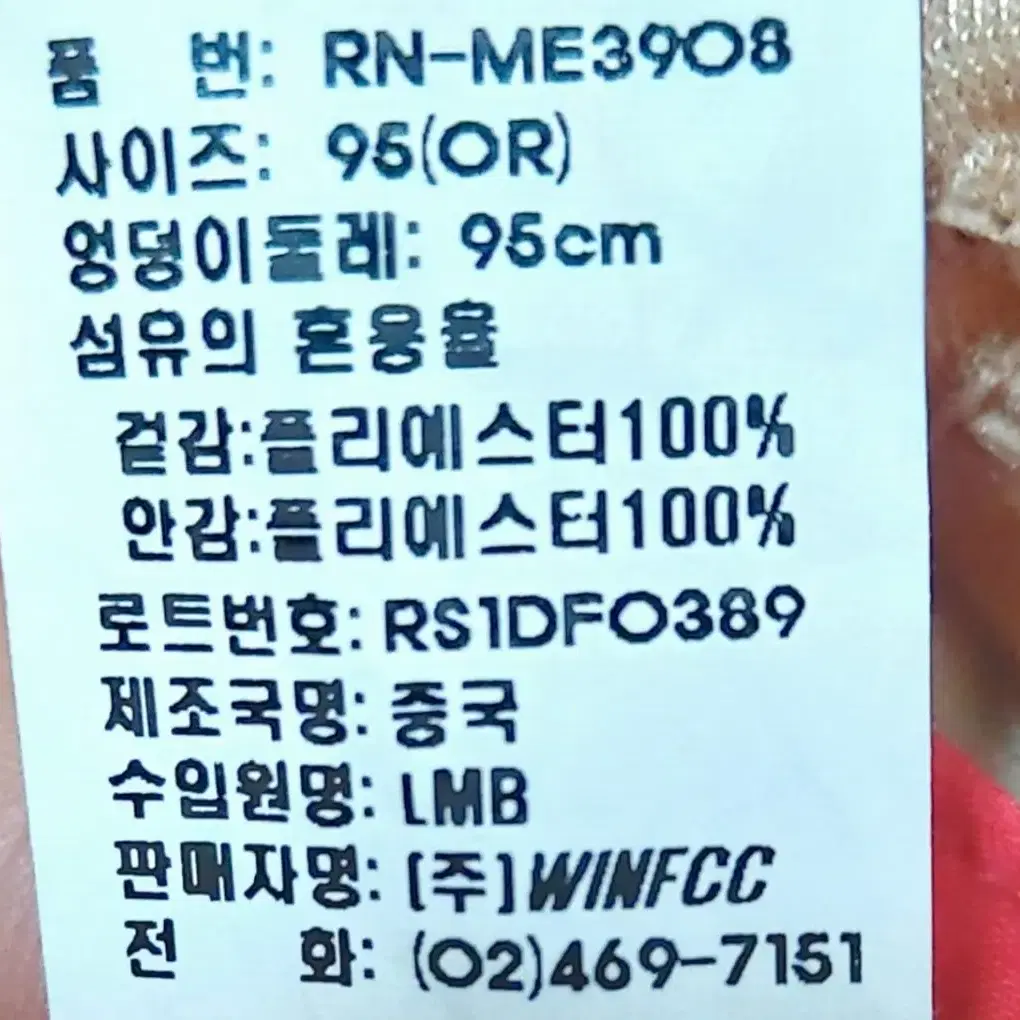 품 번: RN-ME3908
사이즈: 95(OR)
엉덩이둘레: 95cm
섬유의 혼용율
겉감:플리에스터100%
안감:플리에스터100%
로트번호: RS1DF0389
제조국명: 중국
수입원명: LMB
판매자명: [주]WINFCC
전 화: (02)469-7151